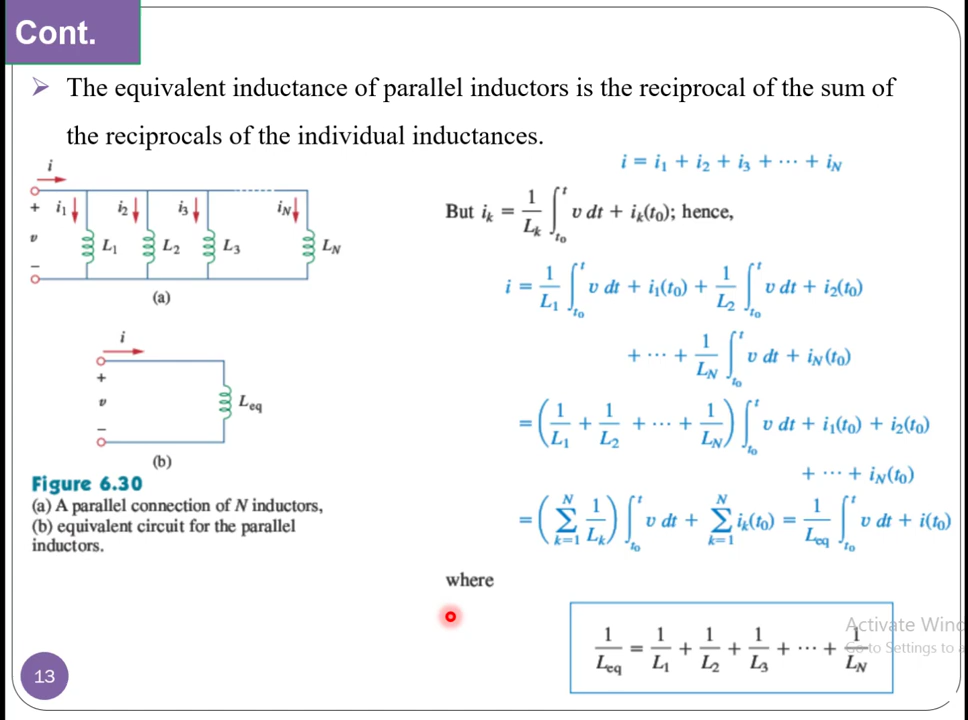 Cont.
➢ The equivalent inductance of parallel inductors is the reciprocal of the sum of
the reciprocals of the individual inductances.
i = i₁ + i₂ + i₃ + ⋯ + i_N
i
+ i₁ i₂ i₃ i_N
v L₁ L₂ L₃ L_N
−
(a)
But i_k = 1/L_k ∫_{t₀}^{t} v dt + i_k(t₀); hence,
i = 1/L₁ ∫_{t₀}^{t} v dt + i₁(t₀) + 1/L₂ ∫_{t₀}^{t} v dt + i₂(t₀)
+ ⋯ + 1/L_N ∫_{t₀}^{t} v dt + i_N(t₀)
= (1/L₁ + 1/L₂ + ⋯ + 1/L_N) ∫_{t₀}^{t} v dt + i₁(t₀) + i₂(t₀)
+ ⋯ + i_N(t₀)
= (∑_{k=1}^{N} 1/L_k) ∫_{t₀}^{t} v dt + ∑_{k=1}^{N} i_k(t₀) = 1/L_eq ∫_{t₀}^{t} v dt + i(t₀)
i
+
v L_eq
−
(b)
Figure 6.30
(a) A parallel connection of N inductors,
(b) equivalent circuit for the parallel
inductors.
where
1/L_eq = 1/L₁ + 1/L₂ + 1/L₃ + ⋯ + 1/L_N
Activate Wind
Go to Settings to a
13